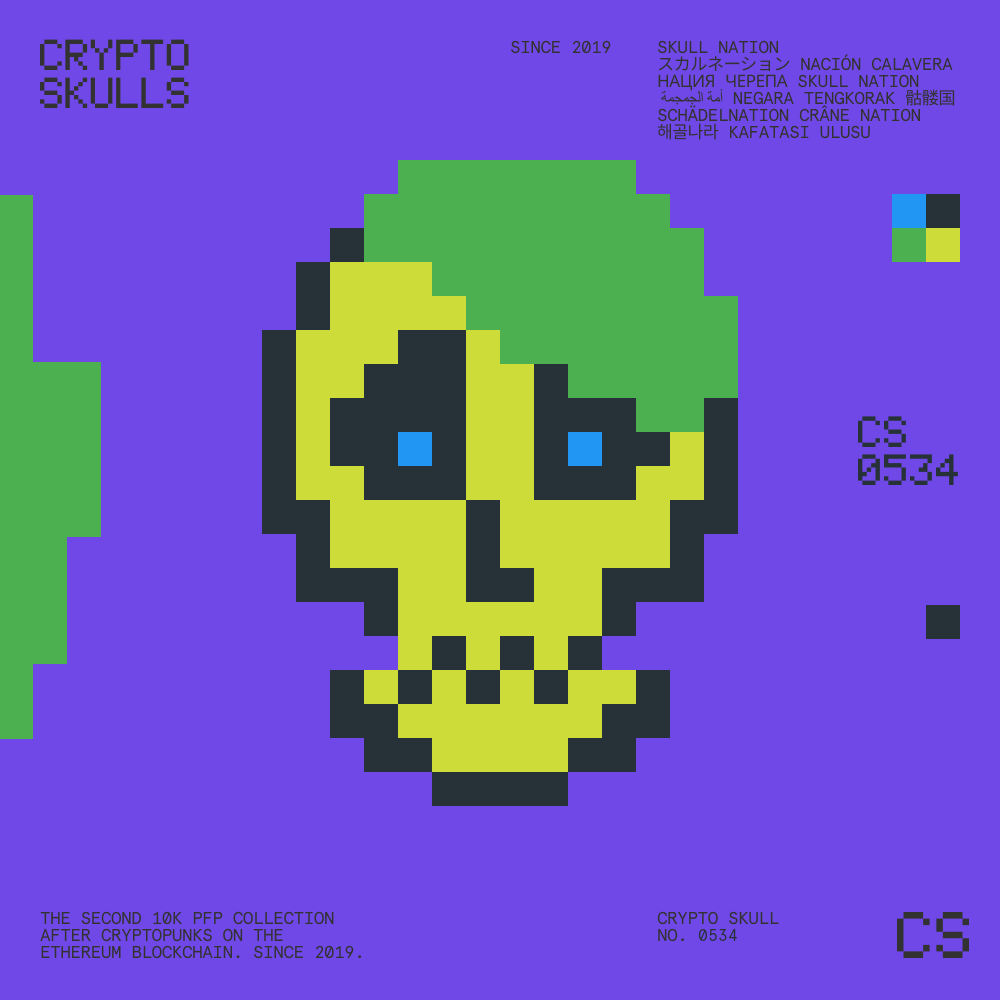 CRYPTO
SKULLS
SINCE 2019
SKULL NATION
スカルネーション NACIÓN CALAVERA
НАЦИЯ ЧЕРЕПА SKULL NATION
أمة الجمجمة NEGARA TENGKORAK 骷髅国
SCHÄDELNATION CRÂNE NATION
해골나라 KAFATASI ULUSU
CS
0534
THE SECOND 10K PFP COLLECTION
AFTER CRYPTOPUNKS ON THE
ETHEREUM BLOCKCHAIN. SINCE 2019.
CRYPTO SKULL
NO. 0534
CS